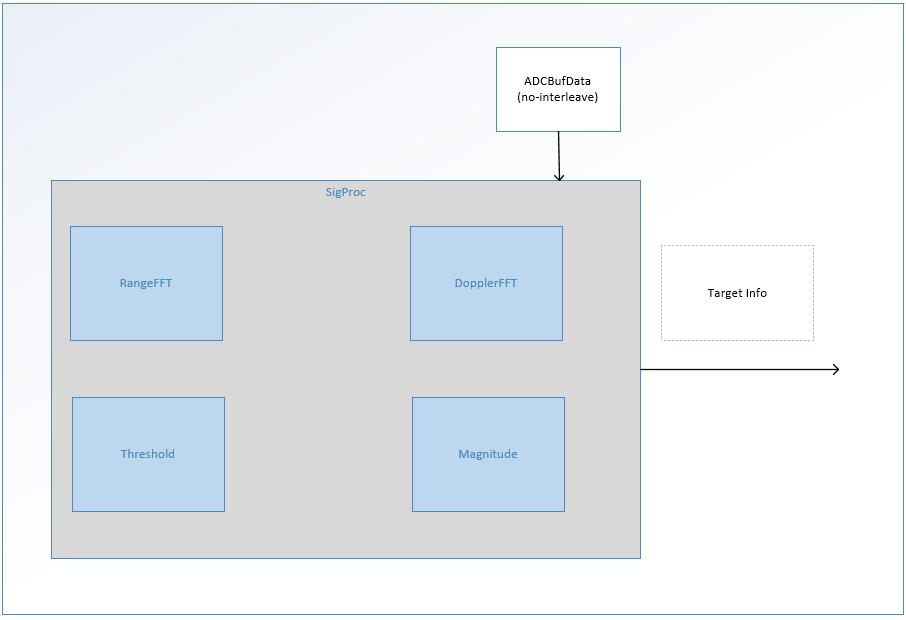 ADCBufData
(no-interleave)
SigProc
RangeFFT
DopplerFFT
Target Info
Threshold
Magnitude